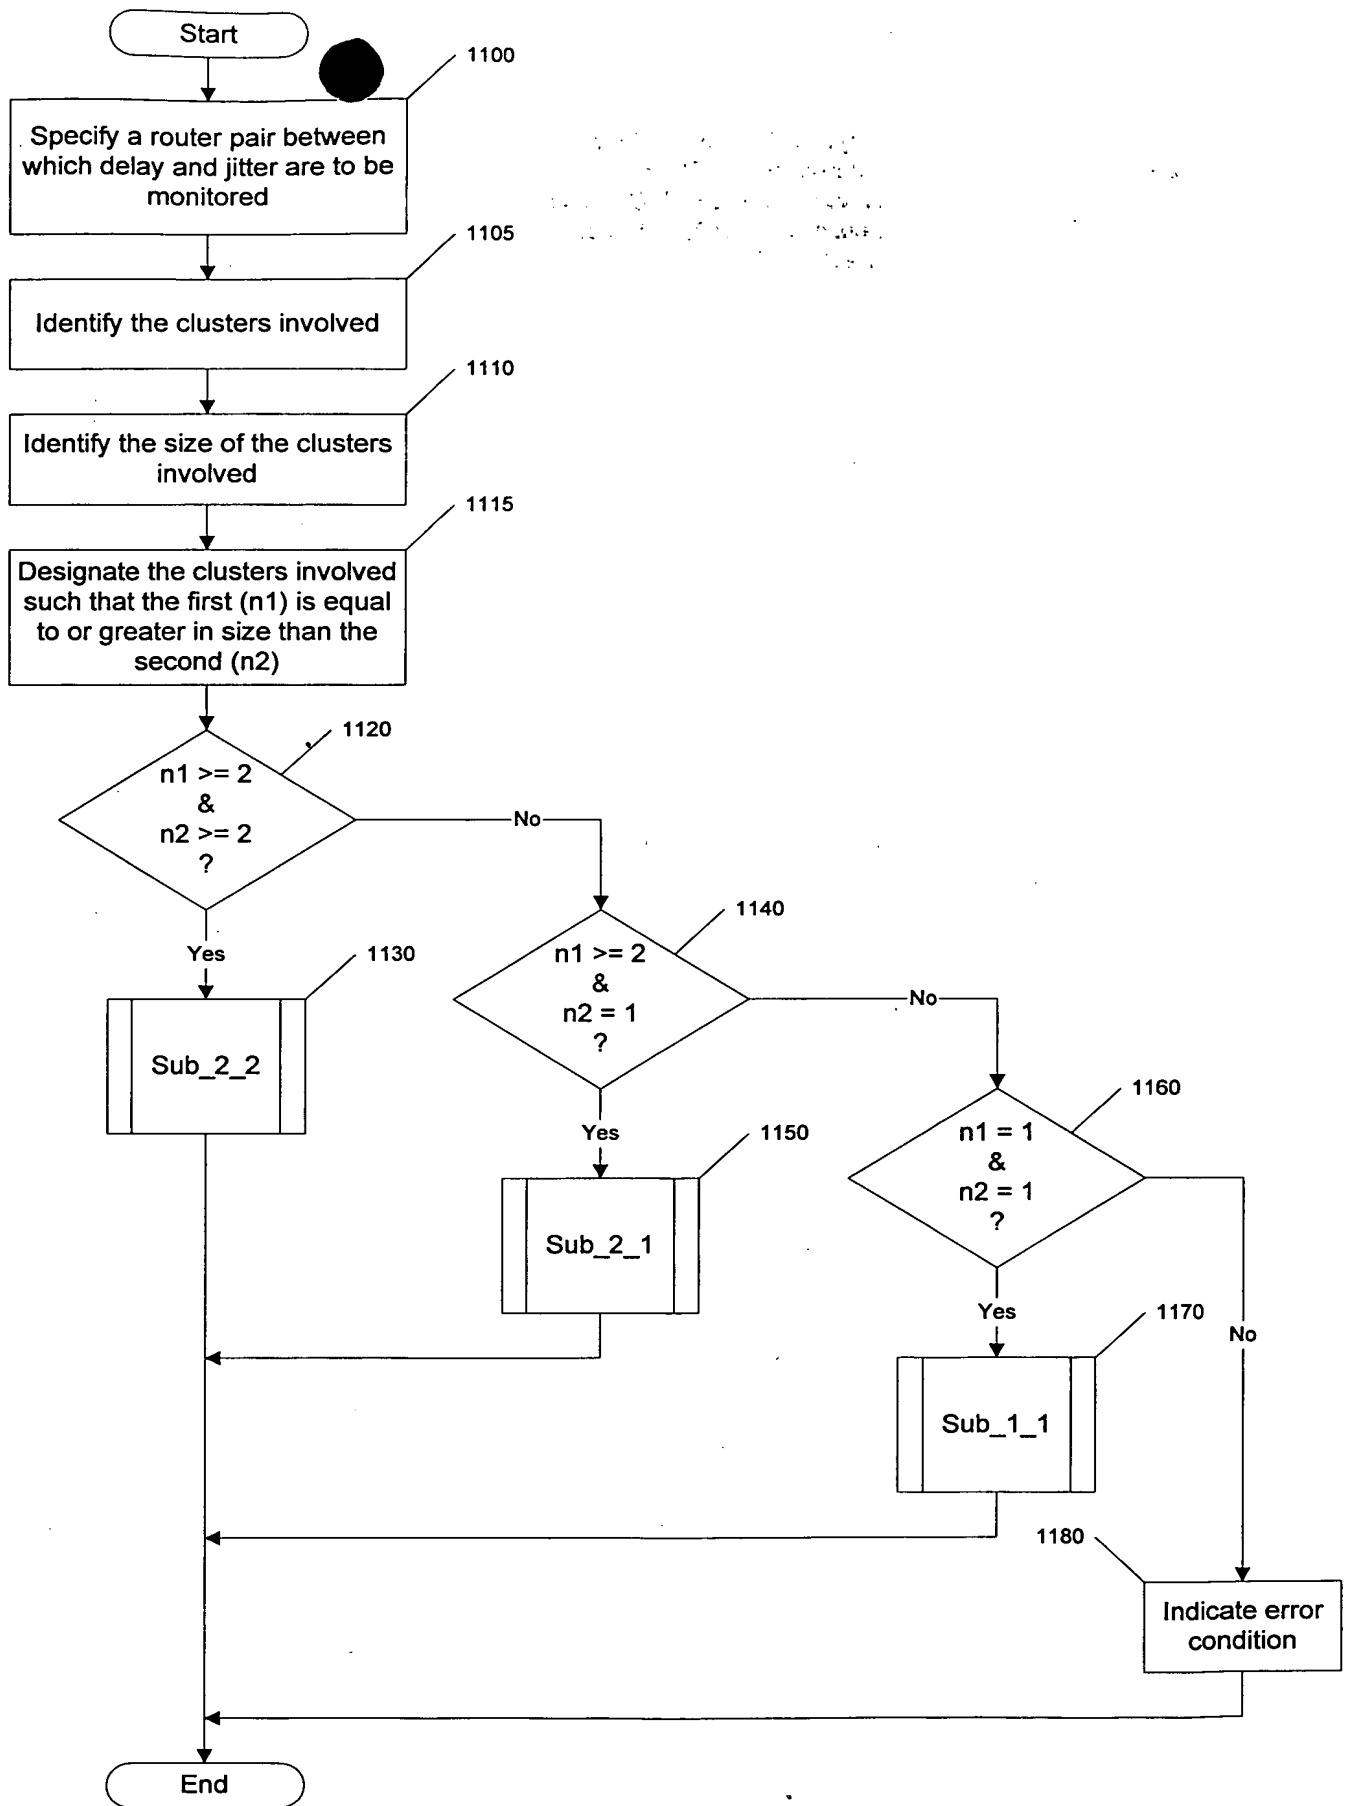 Start
1100
Specify a router pair between
which delay and jitter are to be
monitored
1105
Identify the clusters involved
1110
Identify the size of the clusters
involved
1115
Designate the clusters involved
such that the first (n1) is equal
to or greater in size than the
second (n2)
1120
n1 >= 2
&
n2 >= 2
?
No
Yes
1130
Sub_2_2
1140
n1 >= 2
&
n2 = 1
?
No
Yes
1150
Sub_2_1
1160
n1 = 1
&
n2 = 1
?
Yes
No
1170
Sub_1_1
1180
Indicate error
condition
End